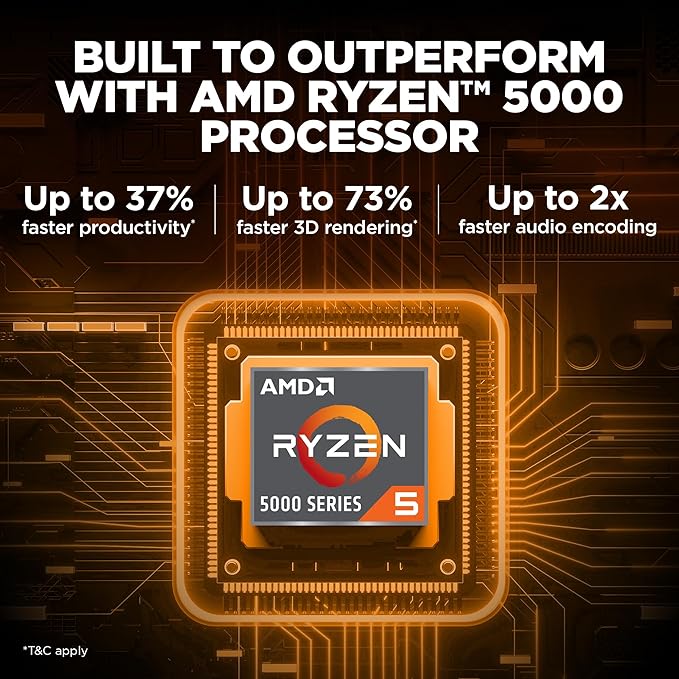 BUILT TO OUTPERFORM
WITH AMD RYZEN™ 5000
PROCESSOR
Up to 37%
faster productivity*
Up to 73%
faster 3D rendering*
Up to 2x
faster audio encoding
AMD
RYZEN
5000 SERIES 5
*T&C apply